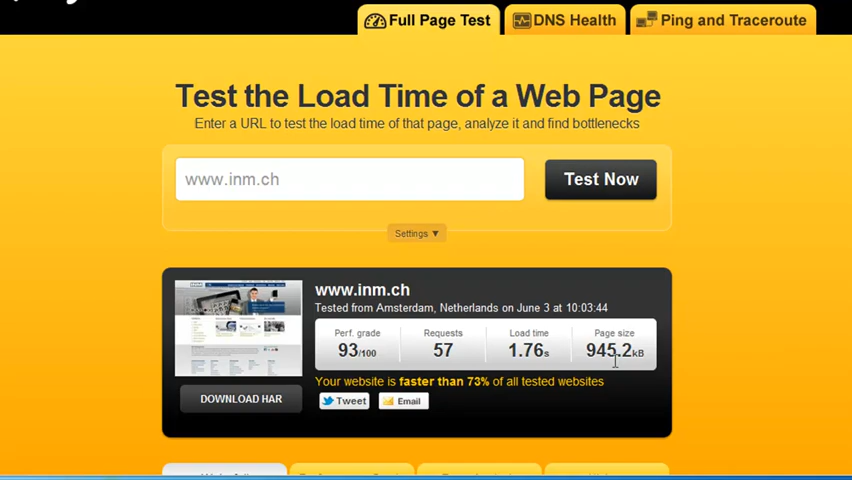 Full Page Test
DNS Health
Ping and Traceroute
Test the Load Time of a Web Page
Enter a URL to test the load time of that page, analyze it and find bottlenecks
www.inm.ch
Test Now
Settings ▼
www.inm.ch
Tested from Amsterdam, Netherlands on June 3 at 10:03:44
Perf. grade Requests Load time Page size
93/100 57 1.76s 945.2kB
Your website is faster than 73% of all tested websites
DOWNLOAD HAR
Tweet
Email